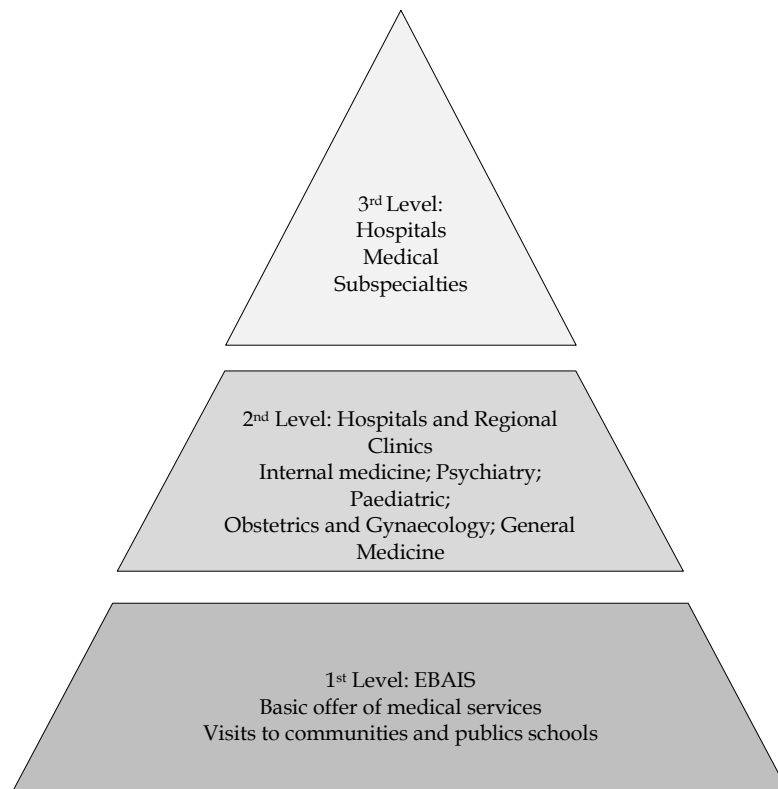 3rd Level:
Hospitals
Medical
Subspecialties
2nd Level: Hospitals and Regional
Clinics
Internal medicine; Psychiatry;
Paediatric;
Obstetrics and Gynaecology; General
Medicine
1st Level: EBAIS
Basic offer of medical services
Visits to communities and publics schools